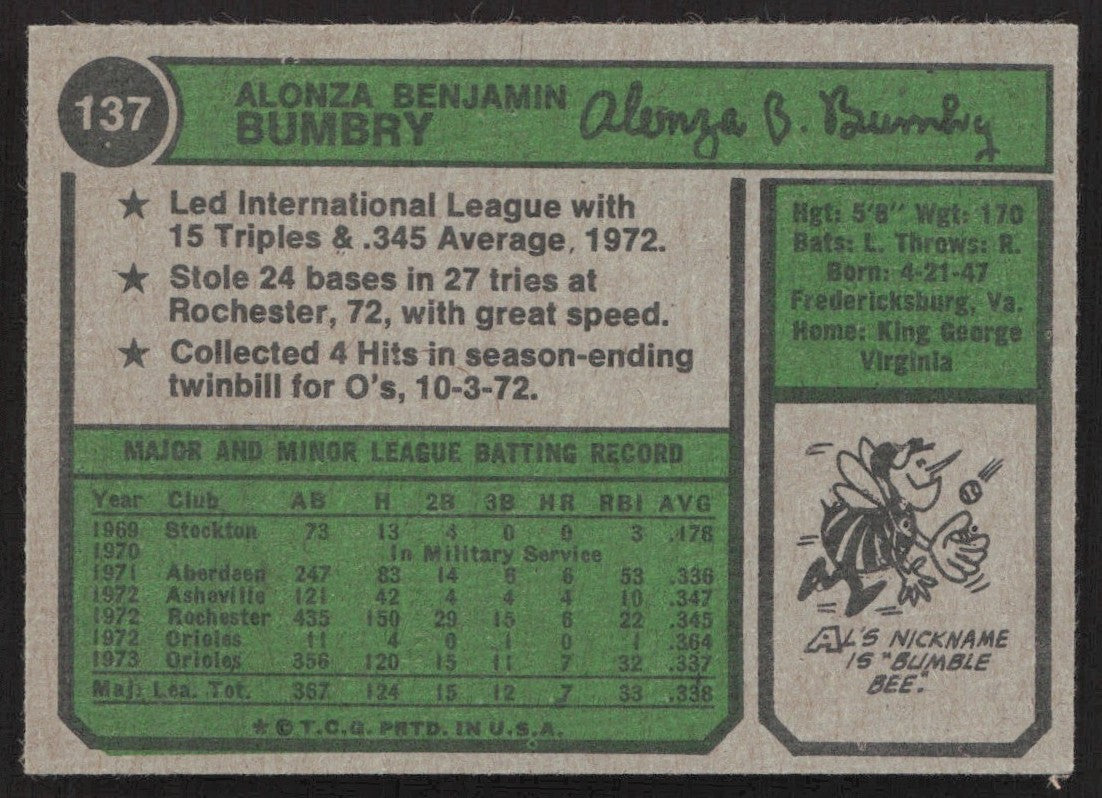 137
ALONZA BENJAMIN
BUMBRY
Alonza B. Bumbry
★ Led International League with
15 Triples & .345 Average, 1972.
★ Stole 24 bases in 27 tries at
Rochester, 72, with great speed.
★ Collected 4 Hits in season-ending
twinbill for O's, 10-3-72.
Hgt: 5'8" Wgt: 170
Bats: L. Throws: R.
Born: 4-21-47
Fredericksburg, Va.
Home: King George
Virginia
MAJOR AND MINOR LEAGUE BATTING RECORD
Year Club AB H 2B 3B HR RBI AVG
1969 Stockton 73 13 4 0 0 3 .178
1970 In Military Service
1971 Aberdeen 247 83 14 6 6 53 .336
1972 Asheville 121 42 4 4 4 10 .347
1972 Rochester 435 150 29 15 6 22 .345
1972 Orioles 11 4 0 1 0 1 .364
1973 Orioles 356 120 15 11 7 32 .337
Maj. Lea. Tot. 367 124 15 12 7 33 .338
★ © T.C.G. PRTD. IN U.S.A.
AL'S NICKNAME
IS "BUMBLE
BEE."